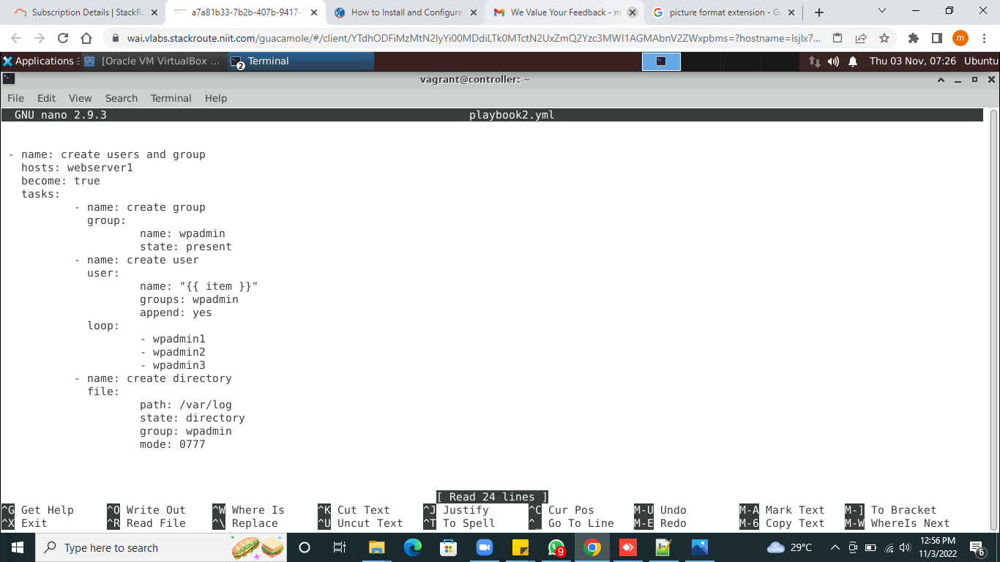 Subscription Details | StackRo
a7a81b33-7b2b-407b-9417-7
How to Install and Configure
We Value Your Feedback - m
picture format extension - Go
wai.vlabs.stackroute.niit.com/guacamole/#/client/YTdhODFiMzMtN2IyYi00MDdiLTk0MTctN2UxZmQ2Yzc3MWI1AGMAbnV2ZWxpbms=?hostname=lsjlx7...
m
Applications
[Oracle VM VirtualBox ...
2
Terminal
Thu 03 Nov, 07:26 Ubuntu
vagrant@controller: ~
File Edit View Search Terminal Help
GNU nano 2.9.3 playbook2.yml
- name: create users and group
hosts: webserver1
become: true
tasks:
- name: create group
group:
name: wpadmin
state: present
- name: create user
user:
name: "{{ item }}"
groups: wpadmin
append: yes
loop:
- wpadmin1
- wpadmin2
- wpadmin3
- name: create directory
file:
path: /var/log
state: directory
group: wpadmin
mode: 0777
[ Read 24 lines ]
^G Get Help ^O Write Out ^W Where Is ^K Cut Text ^J Justify ^C Cur Pos M-U Undo M-A Mark Text M-] To Bracket
^X Exit ^R Read File ^\ Replace ^U Uncut Text ^T To Spell ^_ Go To Line M-E Redo M-6 Copy Text M-W WhereIs Next
Type here to search
9
29°C
12:56 PM
11/3/2022
6